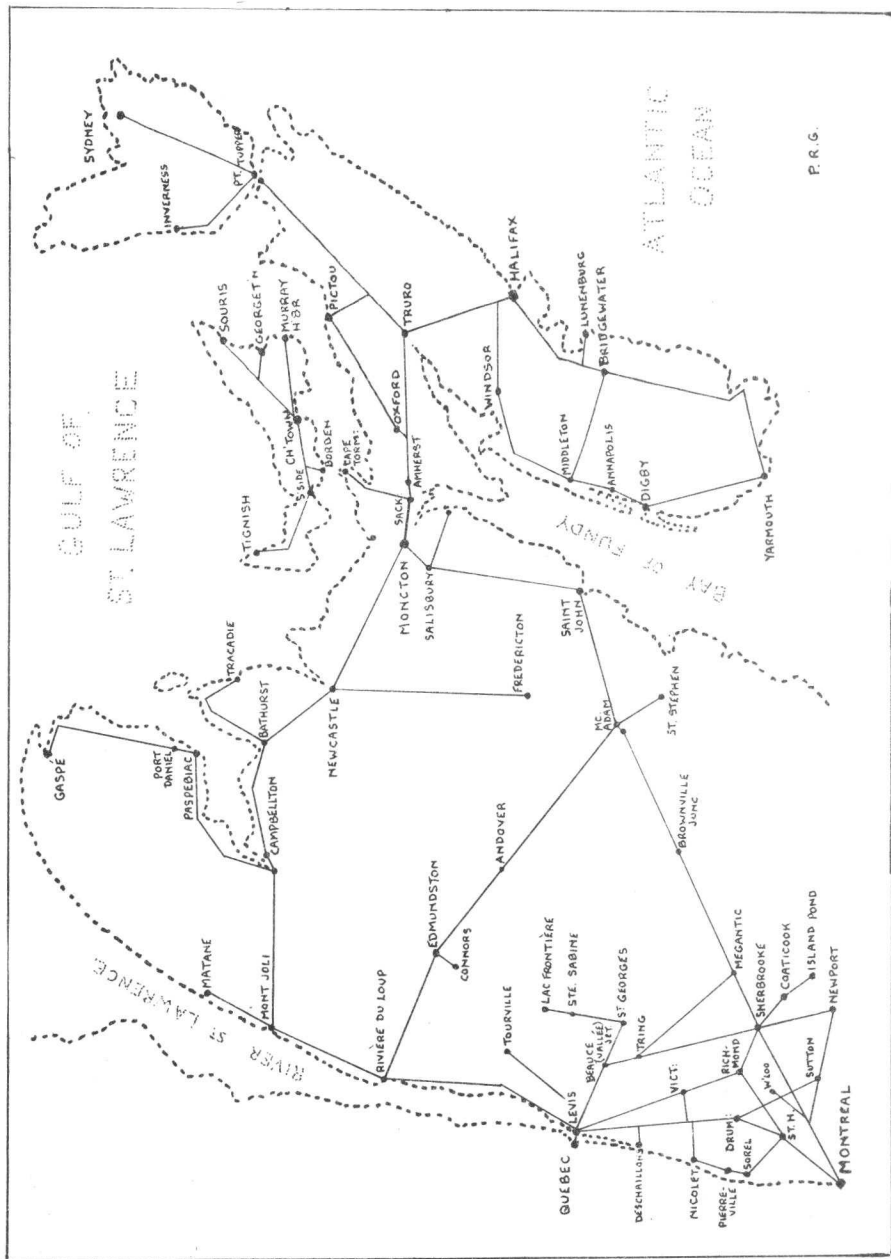 GULF OF
ST. LAWRENCE
ATLANTIC
OCEAN
BAY OF FUNDY
RIVER ST. LAWRENCE
P.R.G.
SYDNEY
INVERNESS
PT. TUPPER
SOURIS
GEORGET'N
MURRAY
H'BR
CH'TOWN
BORDEN
S'SIDE
TIGNISH
CAPE
TORM:
PICTOU
OXFORD
TRURO
AMHERST
SACK
MONCTON
SALISBURY
HALIFAX
WINDSOR
LUNENBURG
BRIDGEWATER
MIDDLETON
ANNAPOLIS
DIGBY
YARMOUTH
TRACADIE
BATHURST
NEWCASTLE
FREDERICTON
SAINT
JOHN
MC.
ADAM
ST. STEPHEN
GASPE
PORT
DANIEL
PASPEBIAC
CAMPBELLTON
MATANE
MONT JOLI
RIVIÈRE DU LOUP
EDMUNDSTON
CONNORS
ANDOVER
BROWNVILLE
JUNC
TOURVILLE
LAC FRONTIÈRE
STE. SABINE
ST GEORGES
BEAUCE
(VALLÉE)
JCT.
TRING
MEGANTIC
SHERBROOKE
COATICOOK
ISLAND POND
NEWPORT
LEVIS
QUEBEC
VICT:
RICH-
MOND
W'LOO
SUTTON
DESCHAILLONS
NICOLET
PIERRE-
VILLE
SOREL
DRUM:
ST. H.
MONTREAL